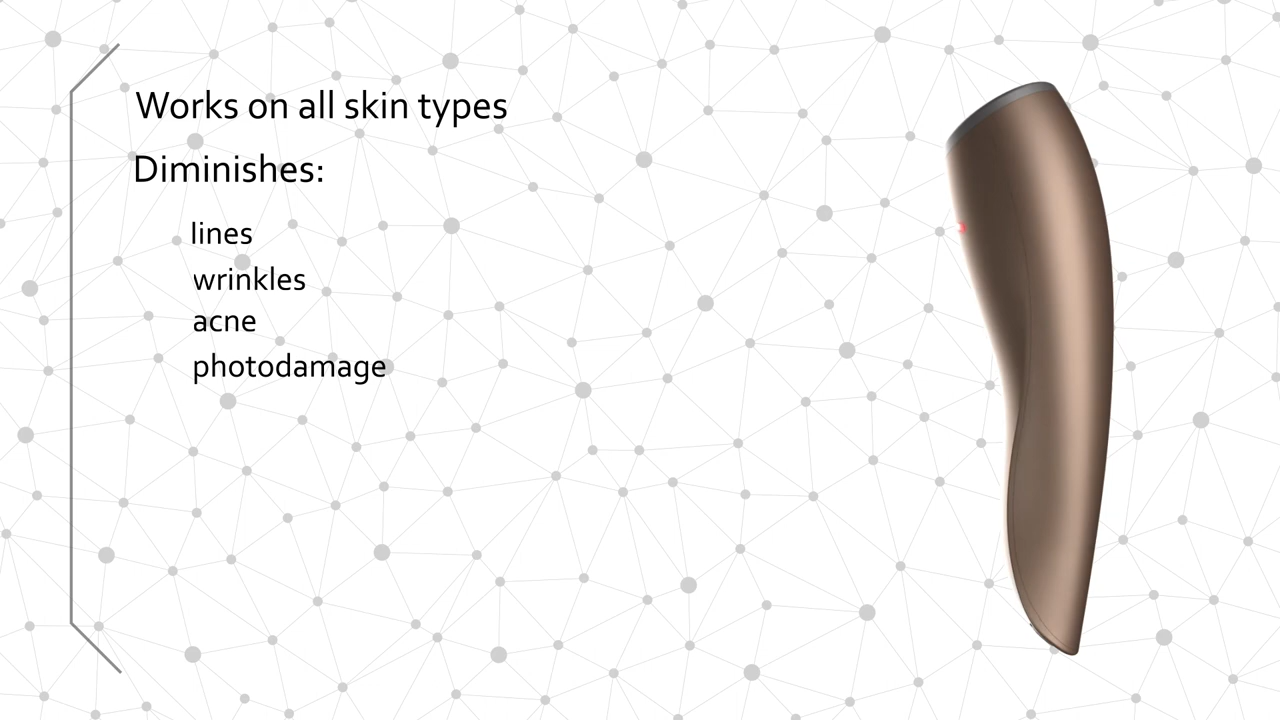 Works on all skin types
Diminishes:
lines
wrinkles
acne
photodamage